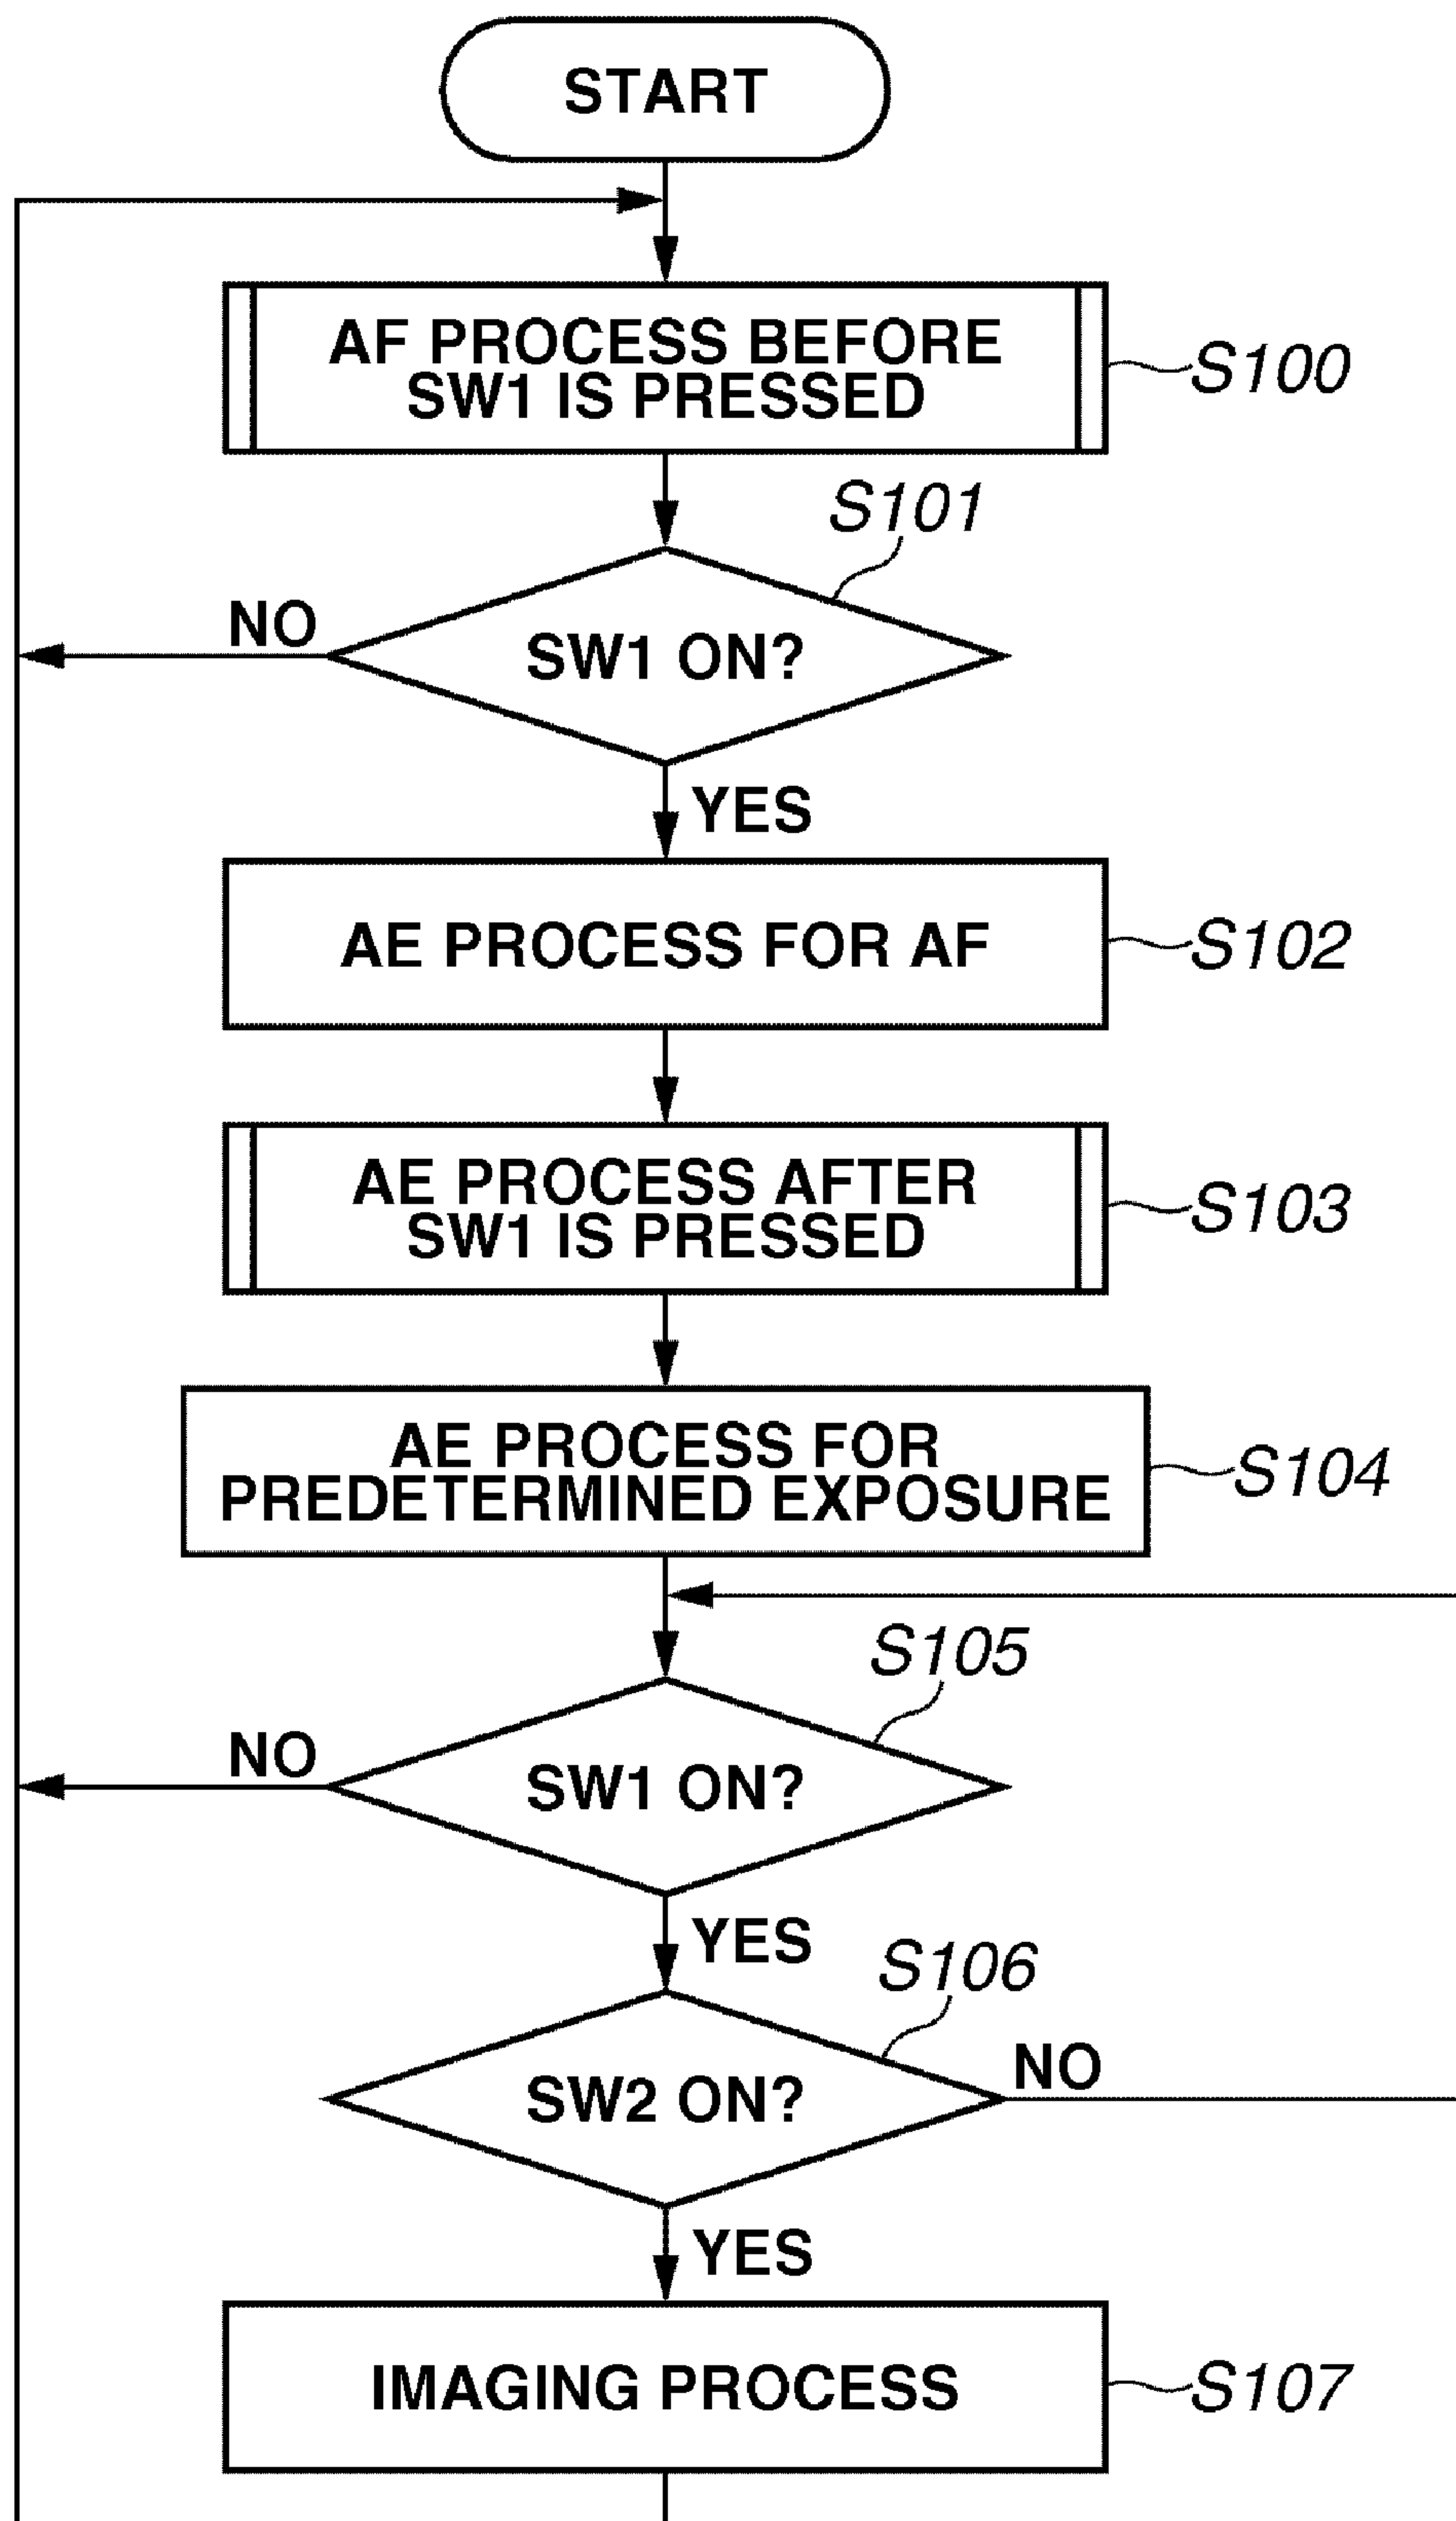 START
AF PROCESS BEFORE
SW1 IS PRESSED
S100
S101
NO
SW1 ON?
YES
AE PROCESS FOR AF
S102
AE PROCESS AFTER
SW1 IS PRESSED
S103
AE PROCESS FOR
PREDETERMINED EXPOSURE
S104
S105
NO
SW1 ON?
YES
S106
SW2 ON?
NO
YES
IMAGING PROCESS
S107